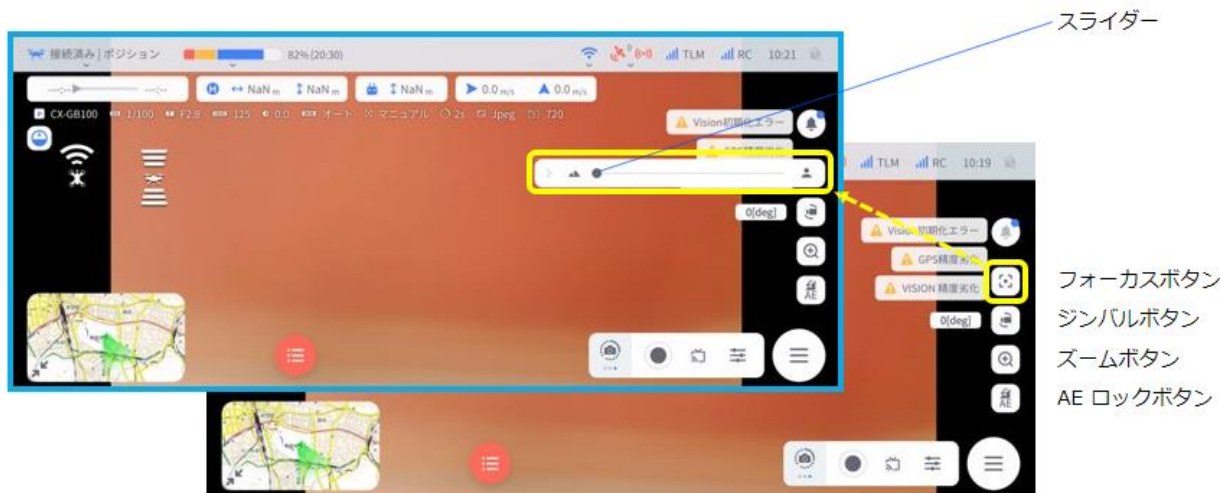 スライダー
接続済み | ポジション 82% (20:30) TLM RC 10:21
--:-- --:-- H NaN m NaN m NaN m 0.0 m/s 0.0 m/s
P CX-GB100 1/100 F2.8 125 0.0 オート マニュアル 2s Jpeg 720
Vision初期化エラー
0[deg]
AE
TLM RC 10:19
Vision初期化エラー
GPS精度劣化
VISION 精度劣化
0[deg]
AE
フォーカスボタン
ジンバルボタン
ズームボタン
AE ロックボタン